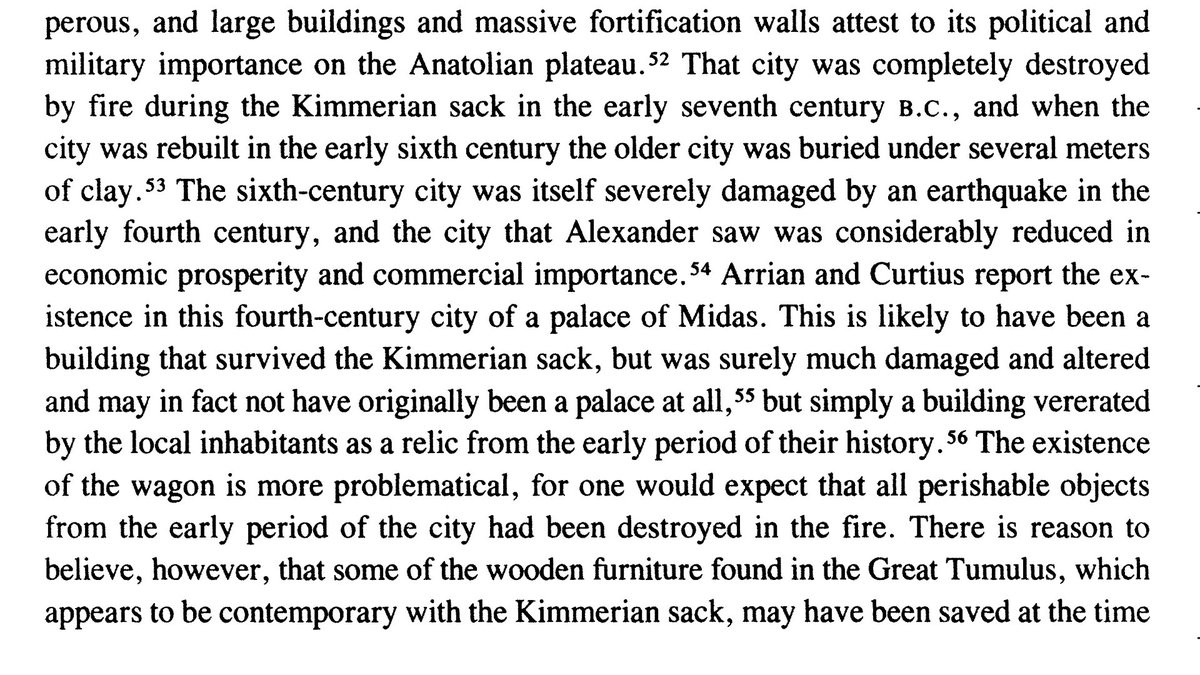 perous, and large buildings and massive fortification walls attest to its political and
military importance on the Anatolian plateau.52 That city was completely destroyed
by fire during the Kimmerian sack in the early seventh century B.C., and when the
city was rebuilt in the early sixth century the older city was buried under several meters
of clay.53 The sixth-century city was itself severely damaged by an earthquake in the
early fourth century, and the city that Alexander saw was considerably reduced in
economic prosperity and commercial importance.54 Arrian and Curtius report the ex-
istence in this fourth-century city of a palace of Midas. This is likely to have been a
building that survived the Kimmerian sack, but was surely much damaged and altered
and may in fact not have originally been a palace at all,55 but simply a building vererated
by the local inhabitants as a relic from the early period of their history.56 The existence
of the wagon is more problematical, for one would expect that all perishable objects
from the early period of the city had been destroyed in the fire. There is reason to
believe, however, that some of the wooden furniture found in the Great Tumulus, which
appears to be contemporary with the Kimmerian sack, may have been saved at the time